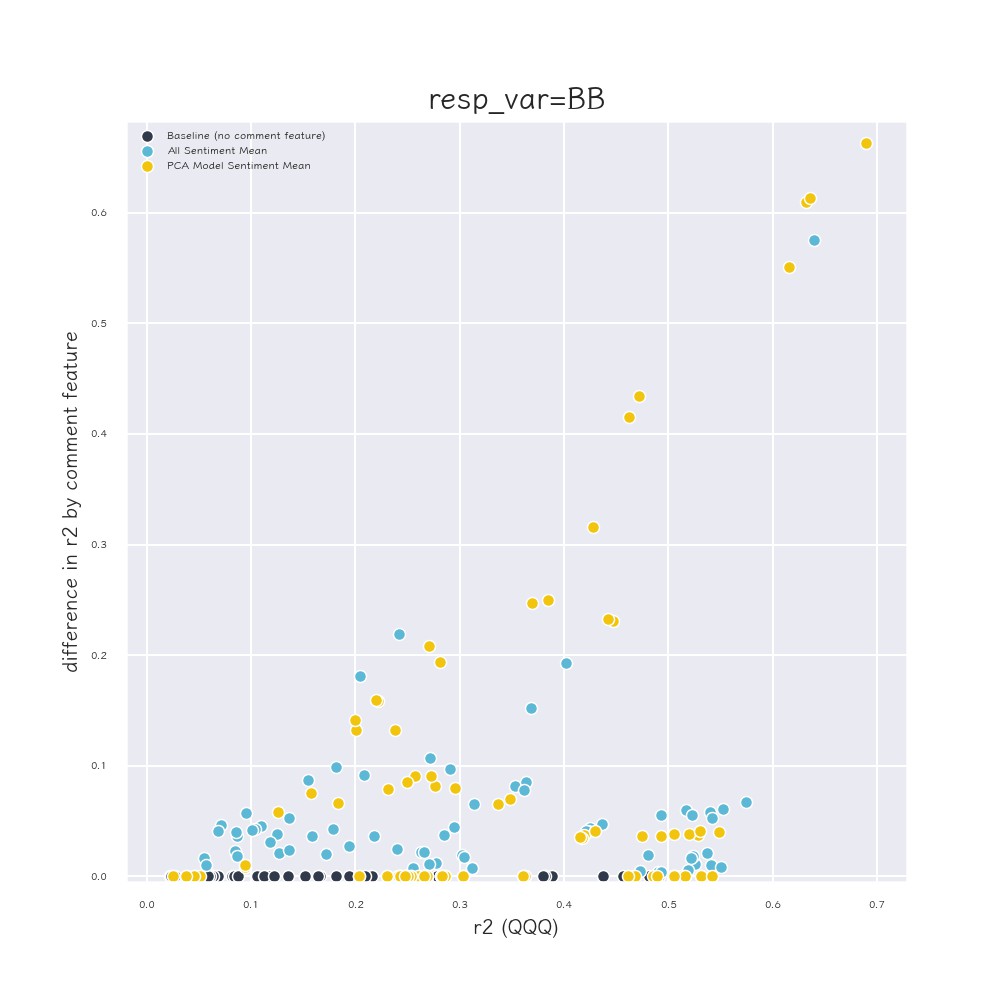 resp_var=BB
Baseline (no comment feature)
All Sentiment Mean
PCA Model Sentiment Mean
difference in r2 by comment feature
0.6
0.5
0.4
0.3
0.2
0.1
0.0
0.0 0.1 0.2 0.3 0.4 0.5 0.6 0.7
r2 (QQQ)